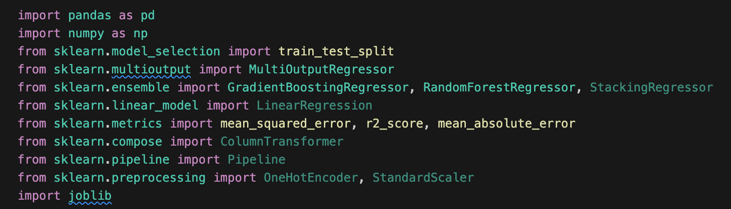 import pandas as pd
import numpy as np
from sklearn.model_selection import train_test_split
from sklearn.multioutput import MultiOutputRegressor
from sklearn.ensemble import GradientBoostingRegressor, RandomForestRegressor, StackingRegressor
from sklearn.linear_model import LinearRegression
from sklearn.metrics import mean_squared_error, r2_score, mean_absolute_error
from sklearn.compose import ColumnTransformer
from sklearn.pipeline import Pipeline
from sklearn.preprocessing import OneHotEncoder, StandardScaler
import joblib